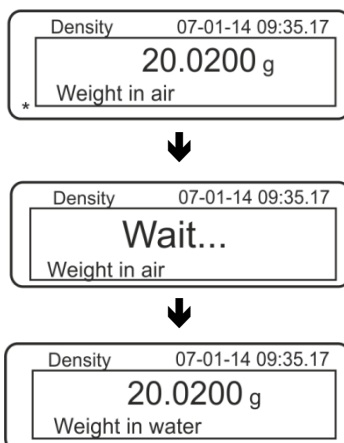 Density 07-01-14 09:35.17
20.0200 g
Weight in air
*
Density 07-01-14 09:35.17
Wait...
Weight in air
Density 07-01-14 09:35.17
20.0200 g
Weight in water